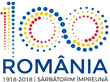 100
ROMÂNIA
1918-2018 | SĂRBĂTORIM ÎMPREUNĂ